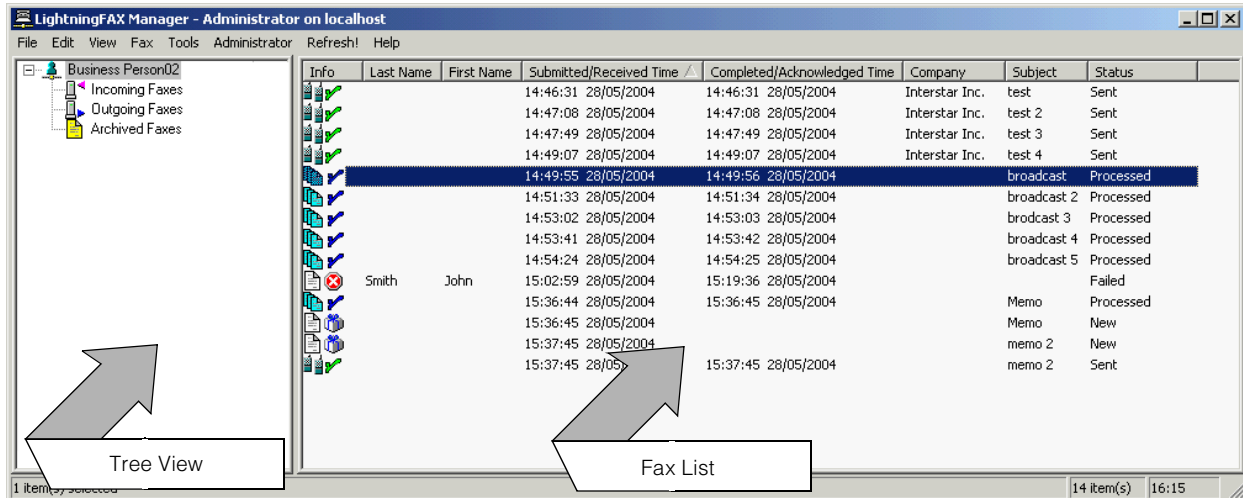 LightningFAX Manager - Administrator on localhost
File Edit View Fax Tools Administrator Refresh! Help
Business Person02
Incoming Faxes
Outgoing Faxes
Archived Faxes
Info Last Name First Name Submitted/Received Time Completed/Acknowledged Time Company Subject Status
14:46:31 28/05/2004 14:46:31 28/05/2004 Interstar Inc. test Sent
14:47:08 28/05/2004 14:47:08 28/05/2004 Interstar Inc. test 2 Sent
14:47:49 28/05/2004 14:47:49 28/05/2004 Interstar Inc. test 3 Sent
14:49:07 28/05/2004 14:49:07 28/05/2004 Interstar Inc. test 4 Sent
14:49:55 28/05/2004 14:49:56 28/05/2004 broadcast Processed
14:51:33 28/05/2004 14:51:34 28/05/2004 broadcast 2 Processed
14:53:02 28/05/2004 14:53:03 28/05/2004 brodcast 3 Processed
14:53:41 28/05/2004 14:53:42 28/05/2004 broadcast 4 Processed
14:54:24 28/05/2004 14:54:25 28/05/2004 broadcast 5 Processed
Smith John 15:02:59 28/05/2004 15:19:36 28/05/2004 Failed
15:36:44 28/05/2004 15:36:45 28/05/2004 Memo Processed
15:36:45 28/05/2004 Memo New
15:37:45 28/05/2004 memo 2 New
15:37:45 28/05/ 15:37:45 28/05/2004 memo 2 Sent
Tree View
Fax List
1 item(s) selected 14 item(s) 16:15